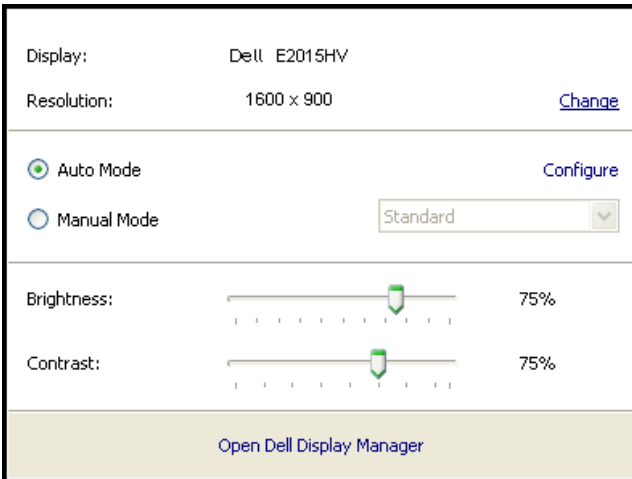 Display: Dell E2015HV
Resolution: 1600 x 900 Change
Auto Mode Configure
Manual Mode Standard
Brightness: 75%
Contrast: 75%
Open Dell Display Manager